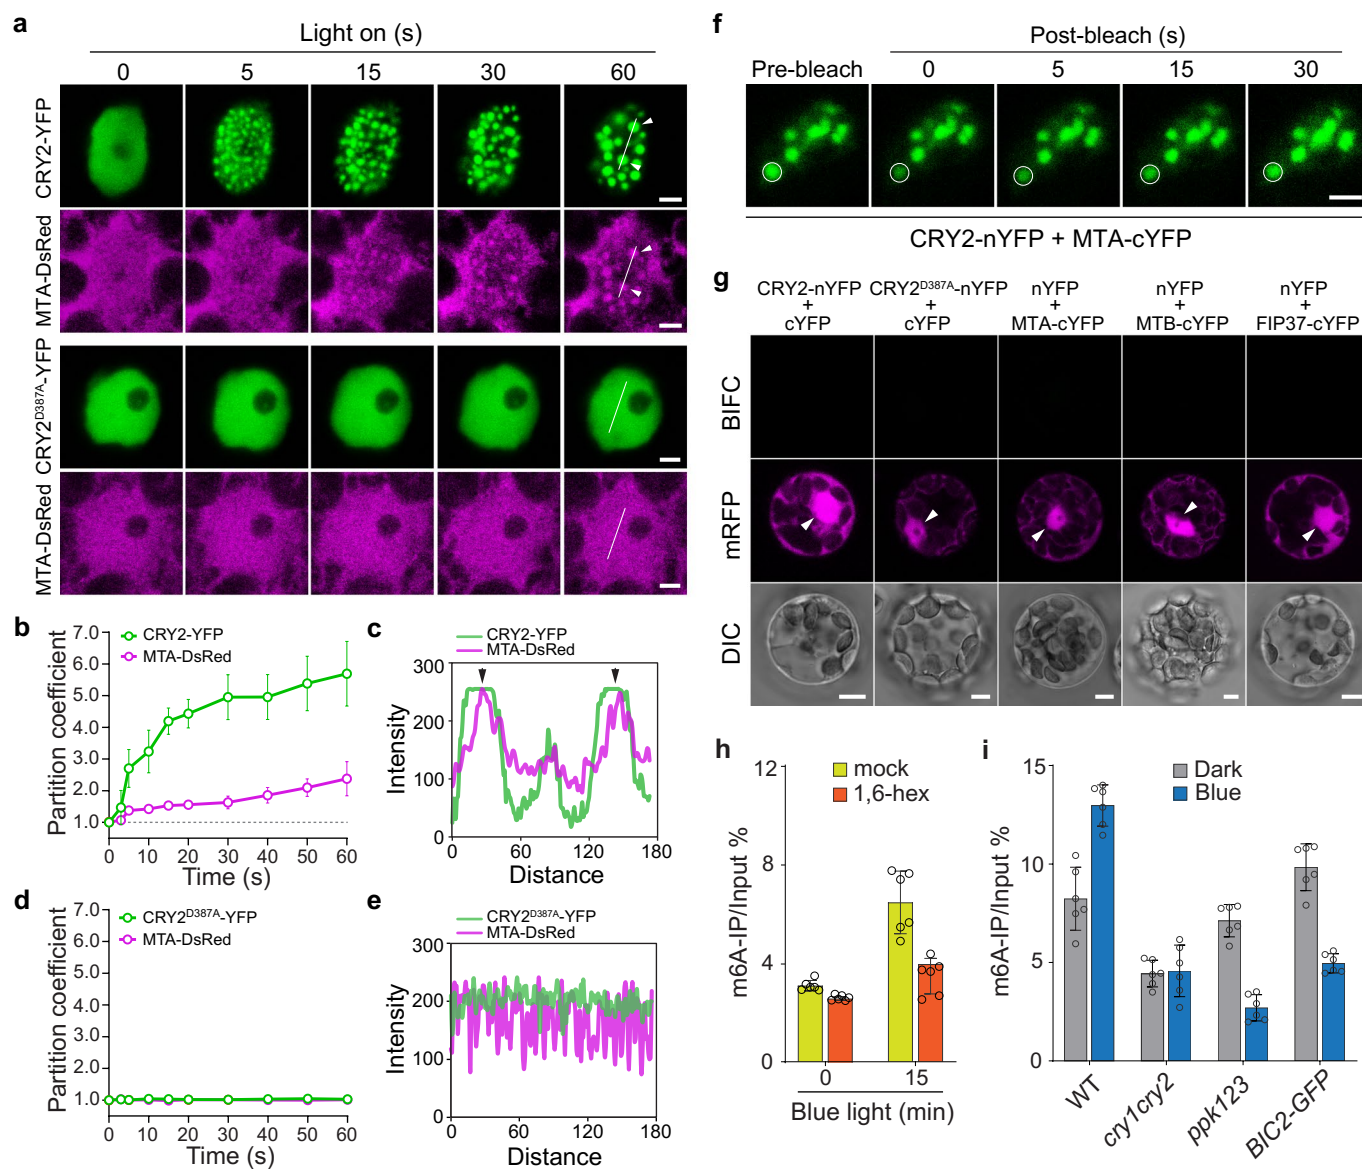 a
Light on (s)
0 5 15 30 60
CRY2-YFP
MTA-DsRed
CRY2D387A-YFP
MTA-DsRed
b
7.0
6.0
5.0
4.0
3.0
2.0
1.0
Partition coefficient
CRY2-YFP
MTA-DsRed
0 10 20 30 40 50 60
Time (s)
c
CRY2-YFP
MTA-DsRed
300
200
100
0
Intensity
0 60 120 180
Distance
d
7.0
6.0
5.0
4.0
3.0
2.0
1.0
Partition coefficient
CRY2D387A-YFP
MTA-DsRed
0 10 20 30 40 50 60
Time (s)
e
CRY2D387A-YFP
MTA-DsRed
300
200
100
0
Intensity
0 60 120 180
Distance
f
Post-bleach (s)
Pre-bleach 0 5 15 30
CRY2-nYFP + MTA-cYFP
g
CRY2-nYFP + cYFP
CRY2D387A-nYFP + cYFP
nYFP + MTA-cYFP
nYFP + MTB-cYFP
nYFP + FIP37-cYFP
BIFC
mRFP
DIC
h
mock
1,6-hex
12
8
4
0
m6A-IP/Input %
0 15
Blue light (min)
i
Dark
Blue
15
10
5
0
m6A-IP/Input %
WT
cry1cry2
ppk123
BIC2-GFP